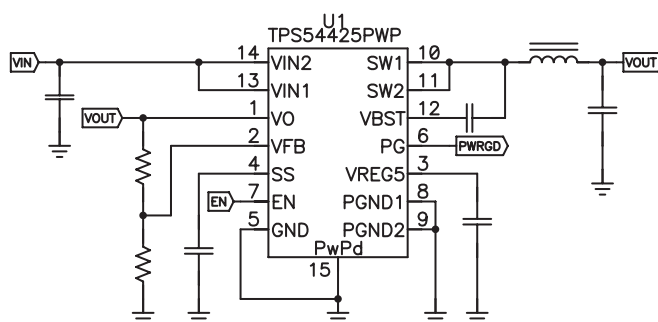 U1
TPS54425PWP
VIN
14 VIN2
13 VIN1
VOUT
1 VO
2 VFB
4 SS
EN
7 EN
5 GND
SW1 10
SW2 11
VBST 12
PG 6
PWRGD
VREG5 3
PGND1 8
PGND2 9
PwPd
15
VOUT